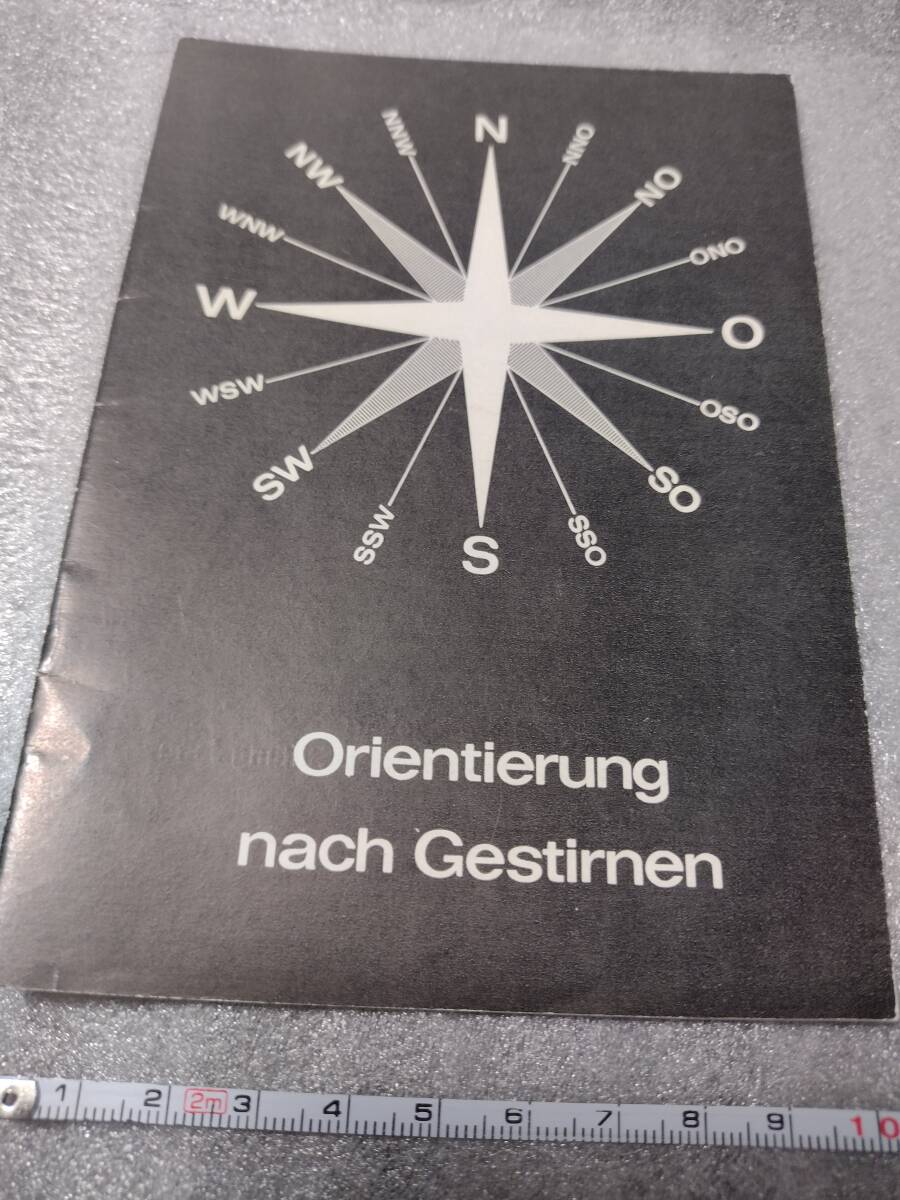 N
NNW
NNO
NW
NO
WNW
ONO
W
O
WSW
OSO
SW
SO
SSW
SSO
S
Orientierung
nach Gestirnen
1 2 2m 3 4 5 6 7 8 9 10